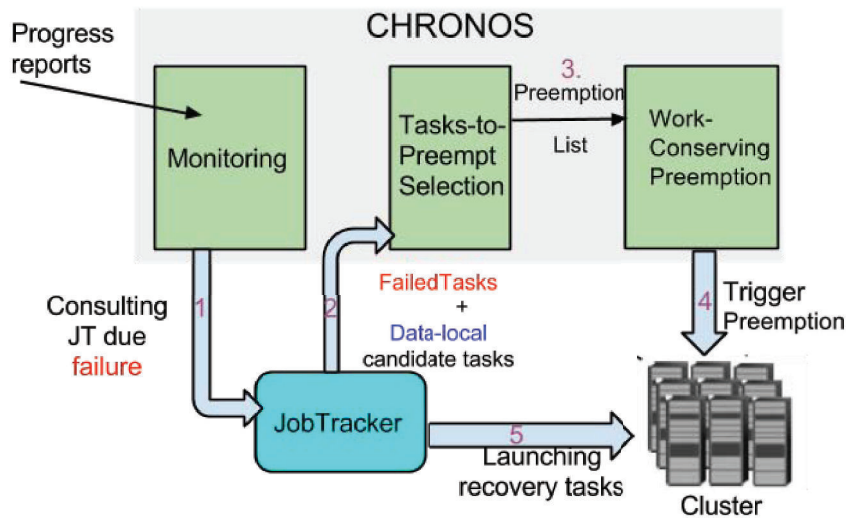 CHRONOS
Progress
reports
Monitoring
Tasks-to-
Preempt
Selection
3.
Preemption
List
Work-
Conserving
Preemption
1
Consulting
JT due
failure
2
FailedTasks
+
Data-local
candidate tasks
4
Trigger
Preemption
JobTracker
5
Launching
recovery tasks
Cluster